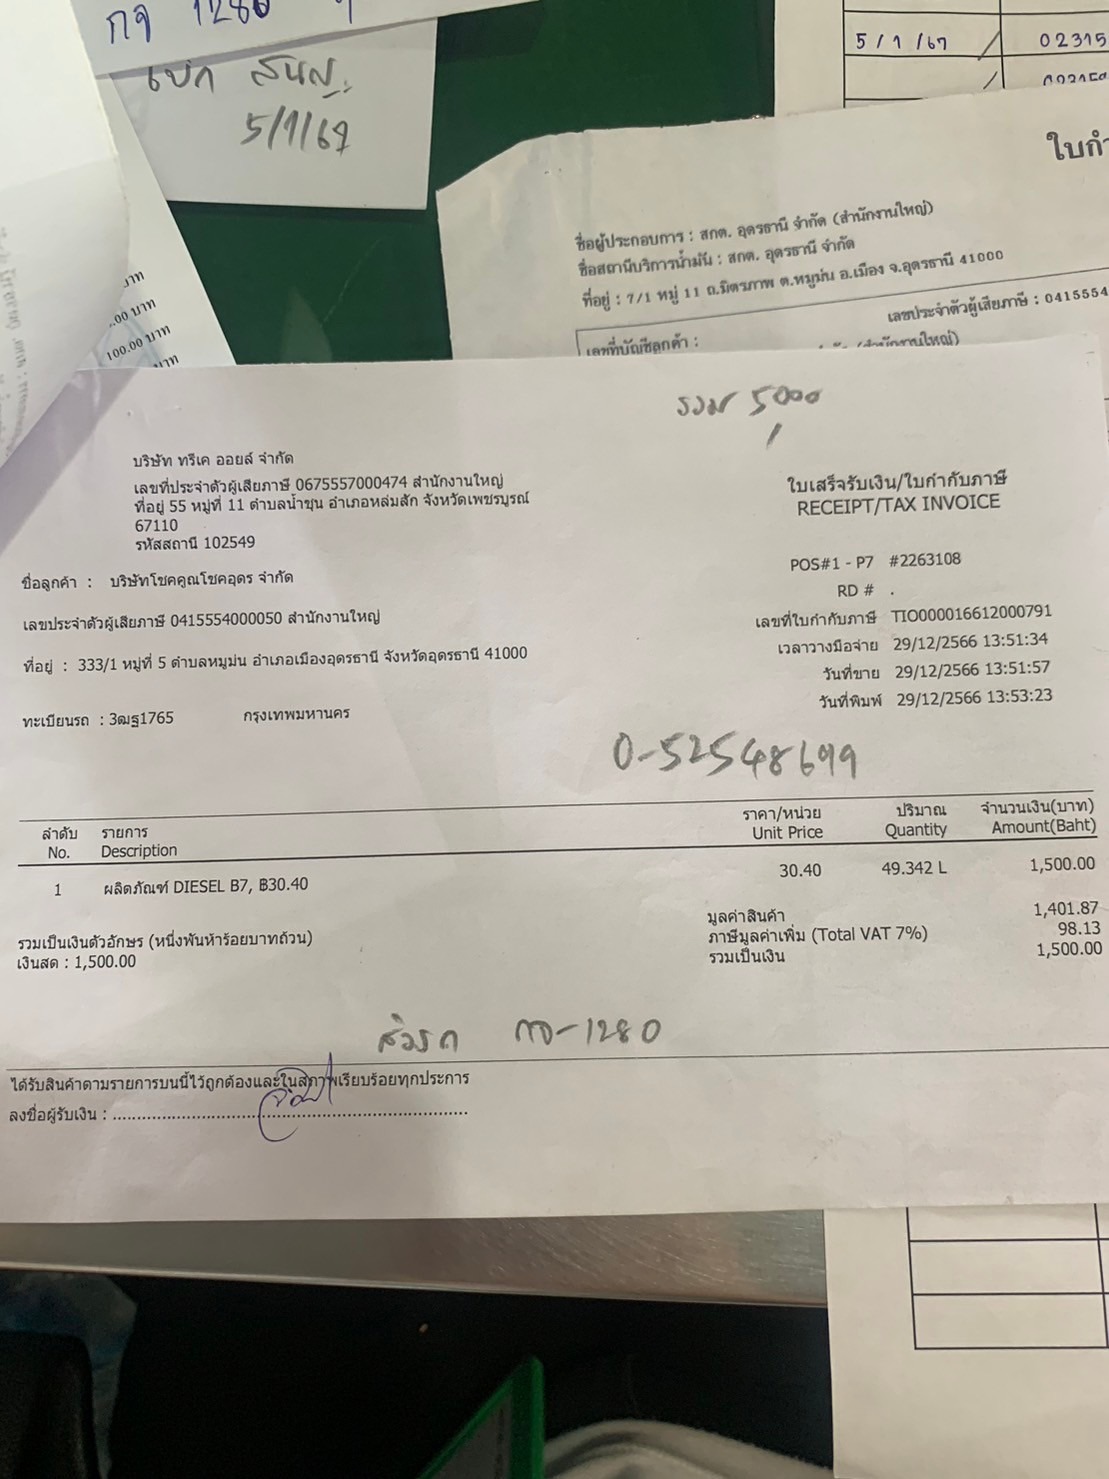 กจ 1280
เบิก
5/1/67
5/1/67 / 02315
/
ใบกำ
ชื่อผู้ประกอบการ : สกต. อุดรธานี จำกัด (สำนักงานใหญ่)
ชื่อสถานีบริการน้ำมัน : สกต. อุดรธานี จำกัด
ที่อยู่ : 7/1 หมู่ 11 ถ.มิตรภาพ ต.หมูม่น อ.เมือง จ.อุดรธานี 41000
เลขประจำตัวผู้เสียภาษี : 0415554
เลขที่บัญชีลูกค้า :
(สำนักงานใหญ่)
บาท
.00 บาท
100.00 บาท
บาท
รวม 5000
บริษัท ทรีเค ออยล์ จำกัด
เลขที่ประจำตัวผู้เสียภาษี 0675557000474 สำนักงานใหญ่
ที่อยู่ 55 หมู่ที่ 11 ตำบลน้ำชุน อำเภอหล่มสัก จังหวัดเพชรบูรณ์
67110
รหัสสถานี 102549
ใบเสร็จรับเงิน/ใบกำกับภาษี
RECEIPT/TAX INVOICE
ชื่อลูกค้า : บริษัทโชคคูณโชคอุดร จำกัด
เลขประจำตัวผู้เสียภาษี 0415554000050 สำนักงานใหญ่
ที่อยู่ : 333/1 หมู่ที่ 5 ตำบลหมูม่น อำเภอเมืองอุดรธานี จังหวัดอุดรธานี 41000
ทะเบียนรถ : 3ฒฐ1765 กรุงเทพมหานคร
POS#1 - P7 #2263108
RD # .
เลขที่ใบกำกับภาษี TIO000016612000791
เวลาวางมือจ่าย 29/12/2566 13:51:34
วันที่ขาย 29/12/2566 13:51:57
วันที่พิมพ์ 29/12/2566 13:53:23
0-52548699
ลำดับ รายการ ราคา/หน่วย ปริมาณ จำนวนเงิน(บาท)
No. Description Unit Price Quantity Amount(Baht)
1 ผลิตภัณฑ์ DIESEL B7, ฿30.40 30.40 49.342 L 1,500.00
มูลค่าสินค้า 1,401.87
รวมเป็นเงินตัวอักษร (หนึ่งพันห้าร้อยบาทถ้วน) ภาษีมูลค่าเพิ่ม (Total VAT 7%) 98.13
เงินสด : 1,500.00 รวมเป็นเงิน 1,500.00
กจ-1280
ได้รับสินค้าตามรายการบนนี้ไว้ถูกต้องและในสภาพเรียบร้อยทุกประการ
ลงชื่อผู้รับเงิน :